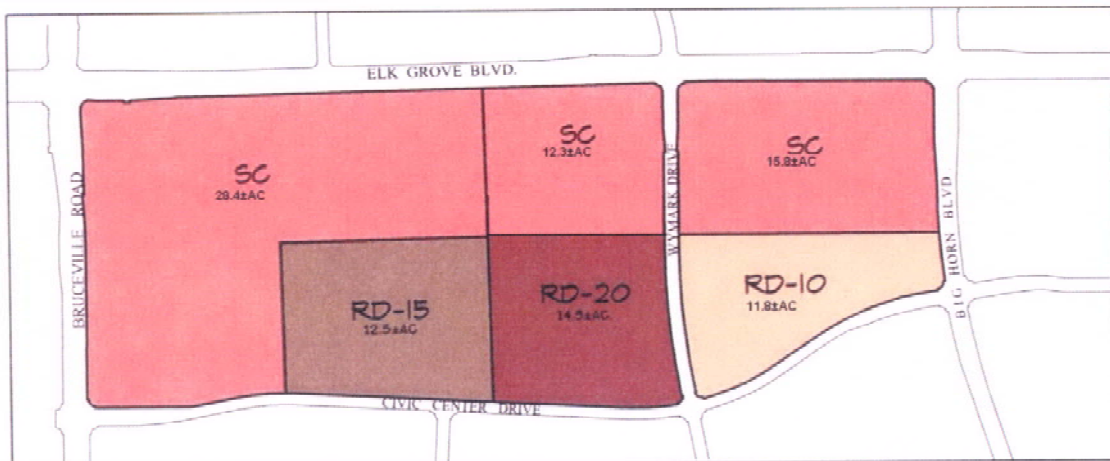 ELK GROVE BLVD.
SC
28.4±AC
SC
12.3±AC
SC
15.8±AC
BRUCEVILLE ROAD
WYMARK DRIVE
BIG HORN BLVD
RD-15
12.5±AC
RD-20
14.5±AC
RD-10
11.8±AC
CIVIC CENTER DRIVE